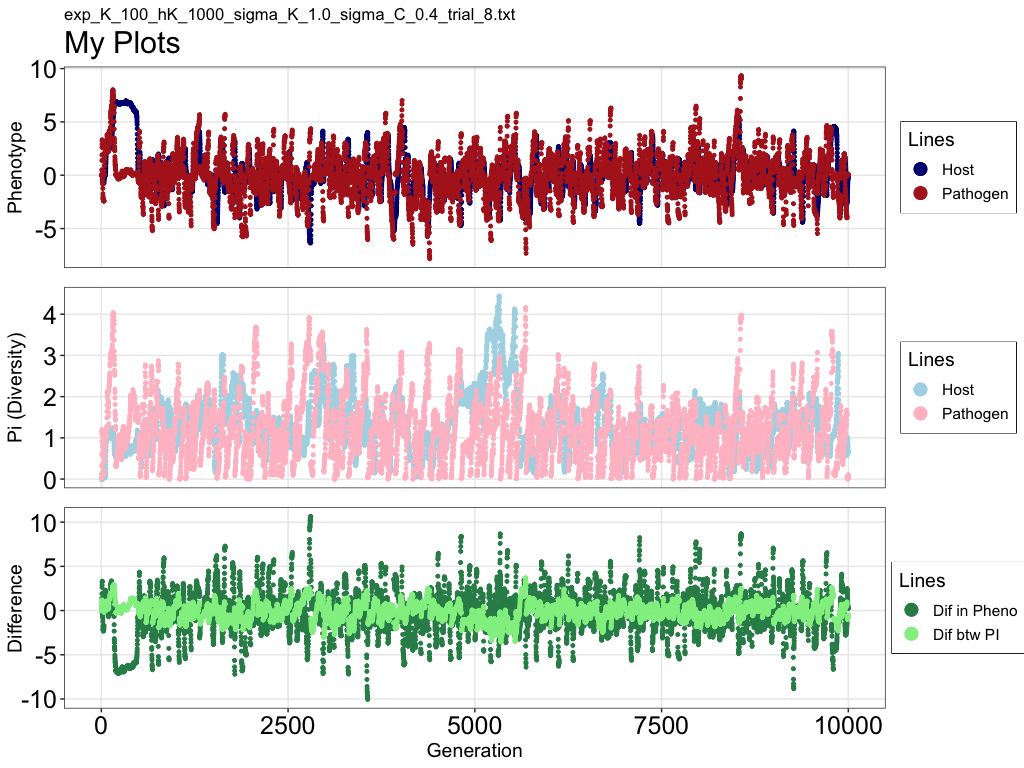 exp_K_100_hK_1000_sigma_K_1.0_sigma_C_0.4_trial_8.txt
My Plots
Phenotype
10
5
0
-5
Lines
Host
Pathogen
Pi (Diversity)
4
3
2
1
0
Lines
Host
Pathogen
Difference
10
5
0
-5
-10
Lines
Dif in Pheno
Dif btw PI
0
2500
5000
7500
10000
Generation